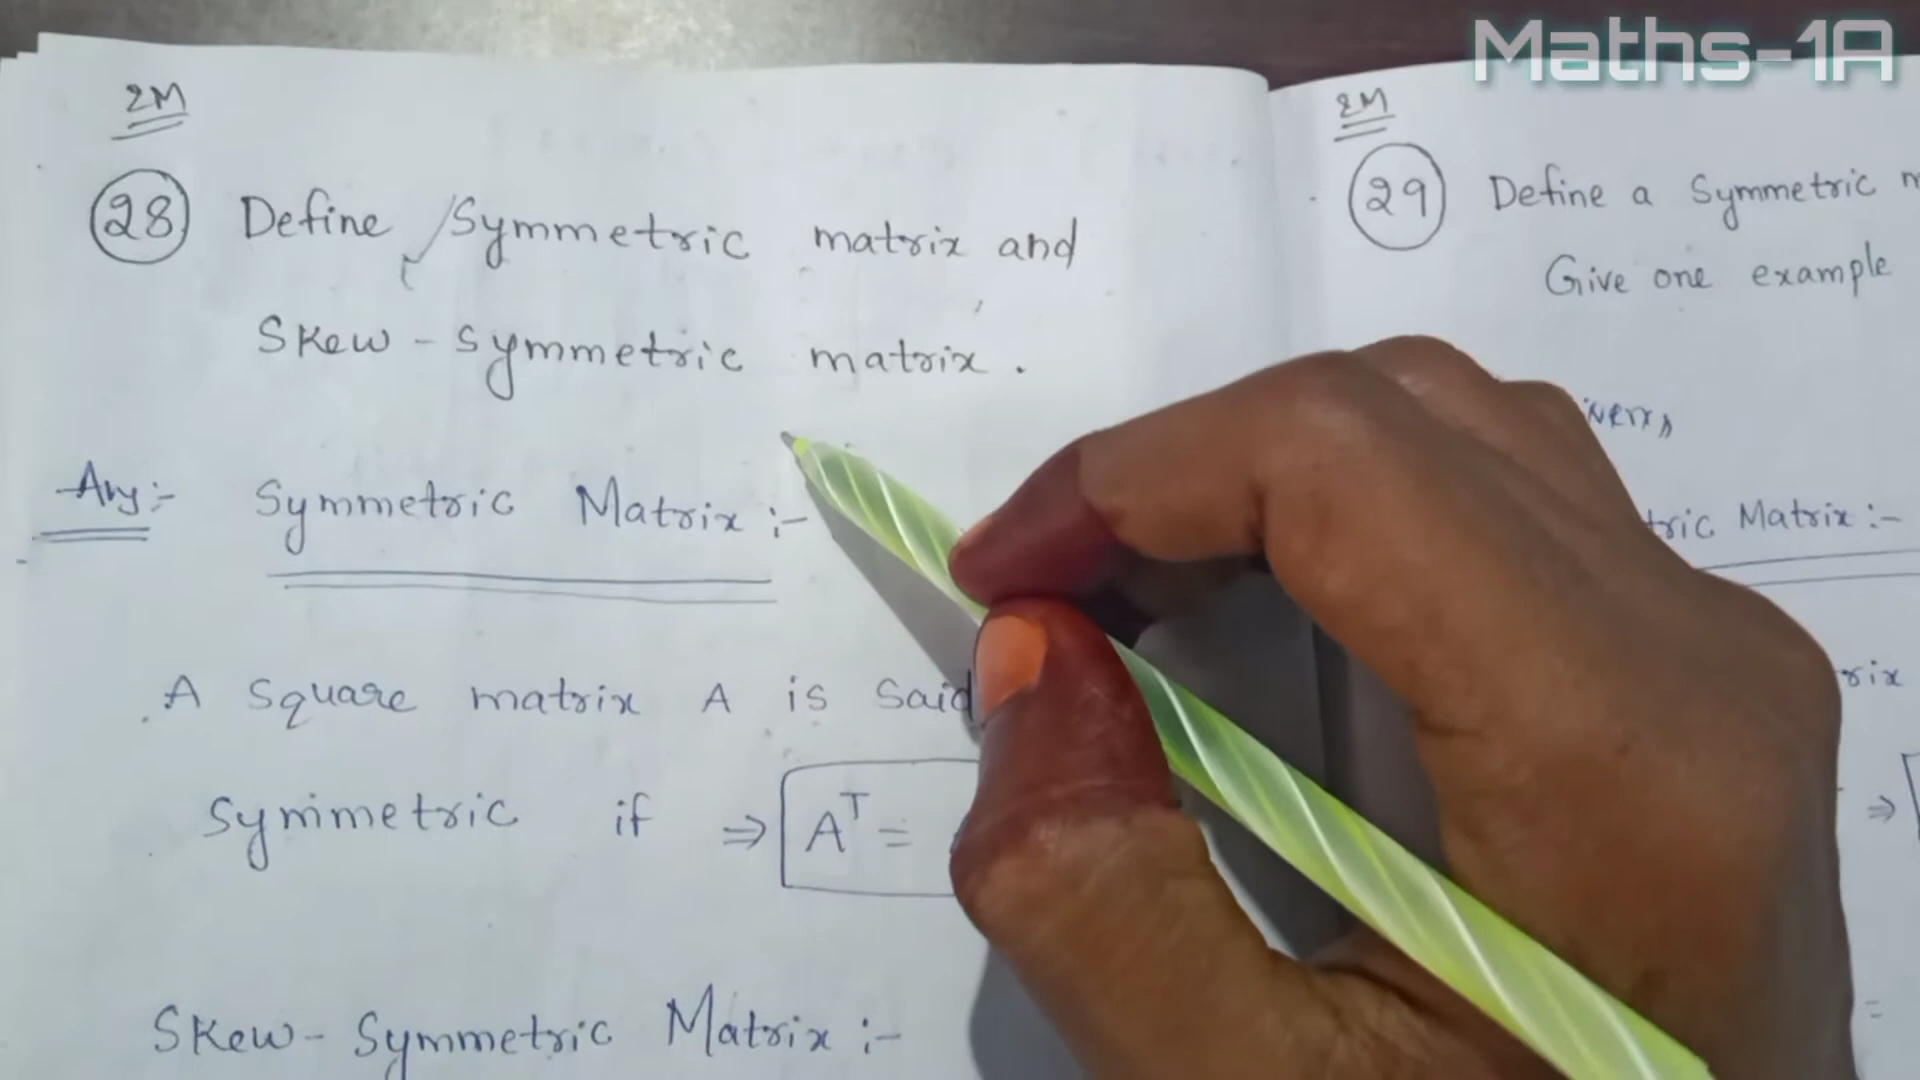 Maths-1A
2M
28 Define Symmetric matrix and
Skew-Symmetric matrix.
Ans:- Symmetric Matrix :-
A Square matrix A is Said
Symmetric if ⇒ Aᵀ =
Skew-Symmetric Matrix :-
2M
29 Define a Symmetric
Give one example
Matrix :-
⇒
=